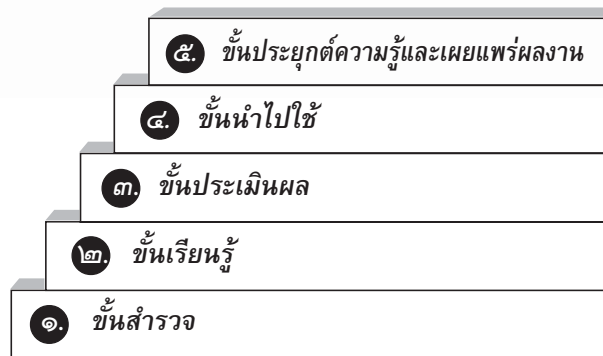 ๕. ขั้นประยุกต์ความรู้และเผยแพร่ผลงาน
๔. ขั้นนำไปใช้
๓. ขั้นประเมินผล
๒. ขั้นเรียนรู้
๑. ขั้นสำรวจ